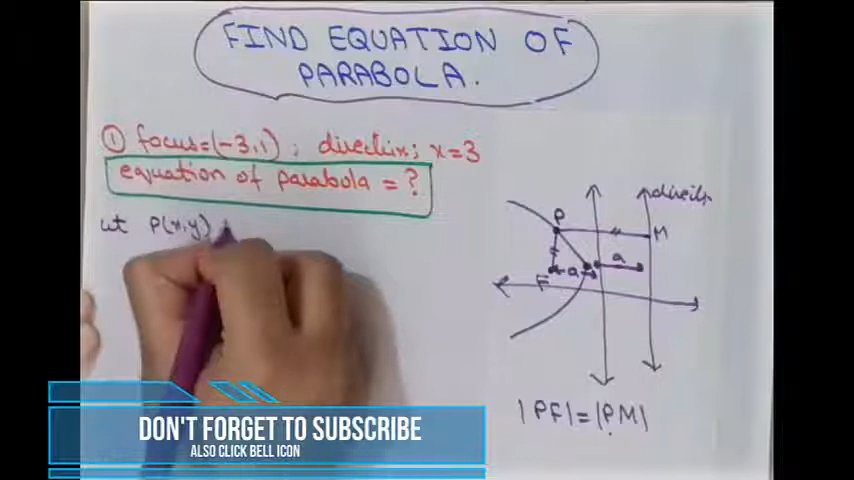 FIND EQUATION OF
PARABOLA.
① focus=(-3,1) ; directrix; x=3
equation of parabola = ?
let P(x,y)
P
M
a
a
F
|PF|=|PM|
DON'T FORGET TO SUBSCRIBE
ALSO CLICK BELL ICON